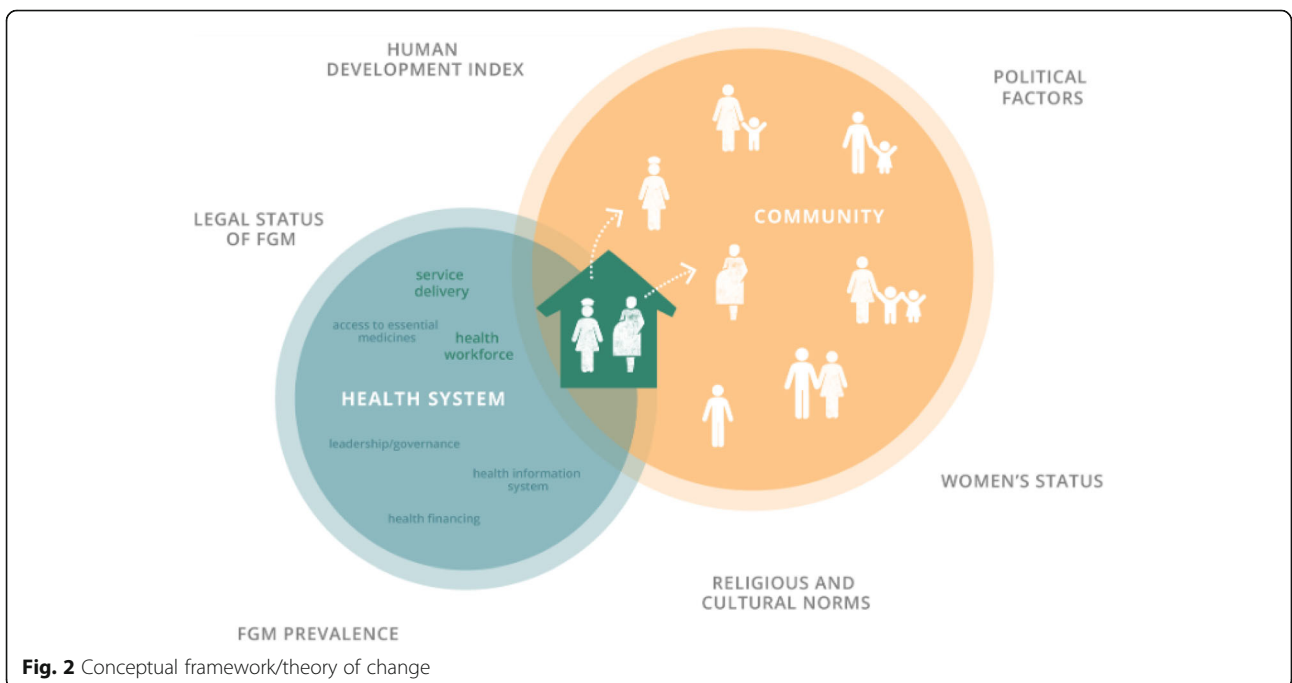 HUMAN
DEVELOPMENT INDEX
POLITICAL
FACTORS
LEGAL STATUS
OF FGM
COMMUNITY
service
delivery
access to essential
medicines
health
workforce
HEALTH SYSTEM
leadership/governance
health information
system
health financing
WOMEN'S STATUS
RELIGIOUS AND
CULTURAL NORMS
FGM PREVALENCE
Fig. 2 Conceptual framework/theory of change